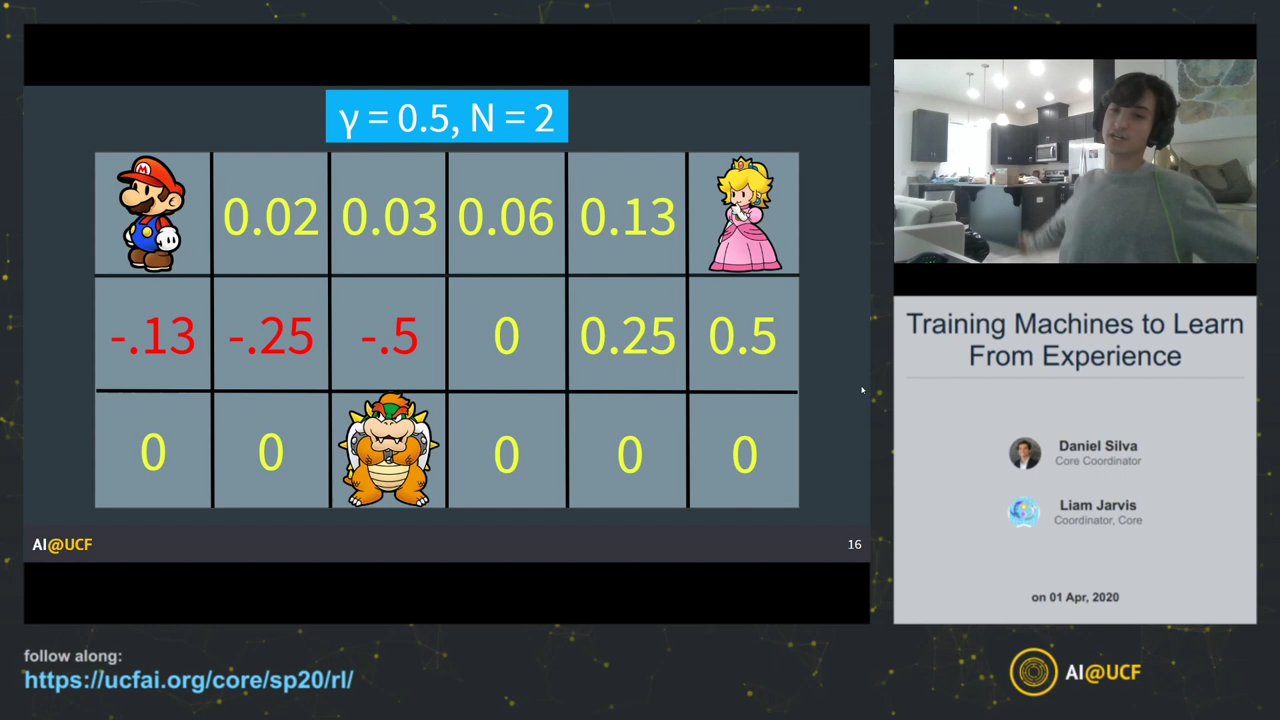 γ = 0.5, N = 2
0.02 0.03 0.06 0.13
-.13 -.25 -.5 0 0.25 0.5
0 0 0 0 0
AI@UCF
16
Training Machines to Learn
From Experience
Daniel Silva
Core Coordinator
Liam Jarvis
Coordinator, Core
on 01 Apr, 2020
follow along:
https://ucfai.org/core/sp20/rl/
AI@UCF